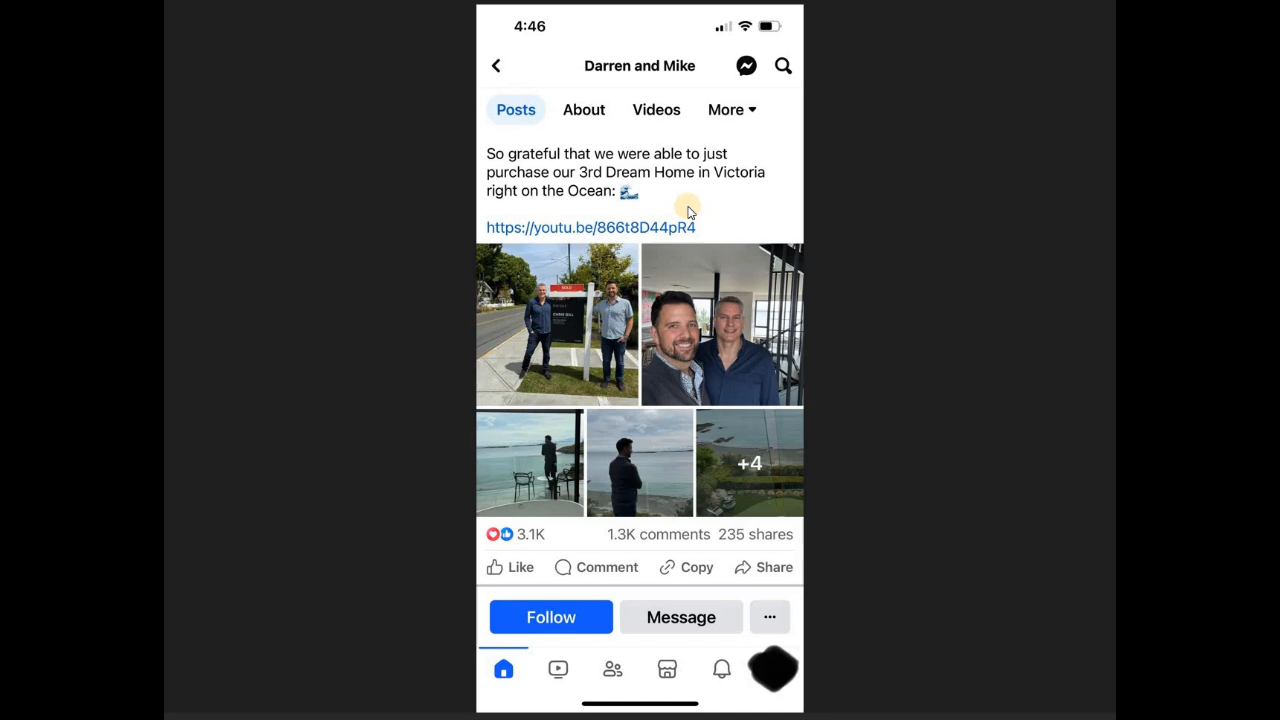 4:46
Darren and Mike
Posts About Videos More
So grateful that we were able to just
purchase our 3rd Dream Home in Victoria
right on the Ocean: 🌊
https://youtu.be/866t8D44pR4
SOLD
+4
3.1K 1.3K comments 235 shares
Like Comment Copy Share
Follow Message ...